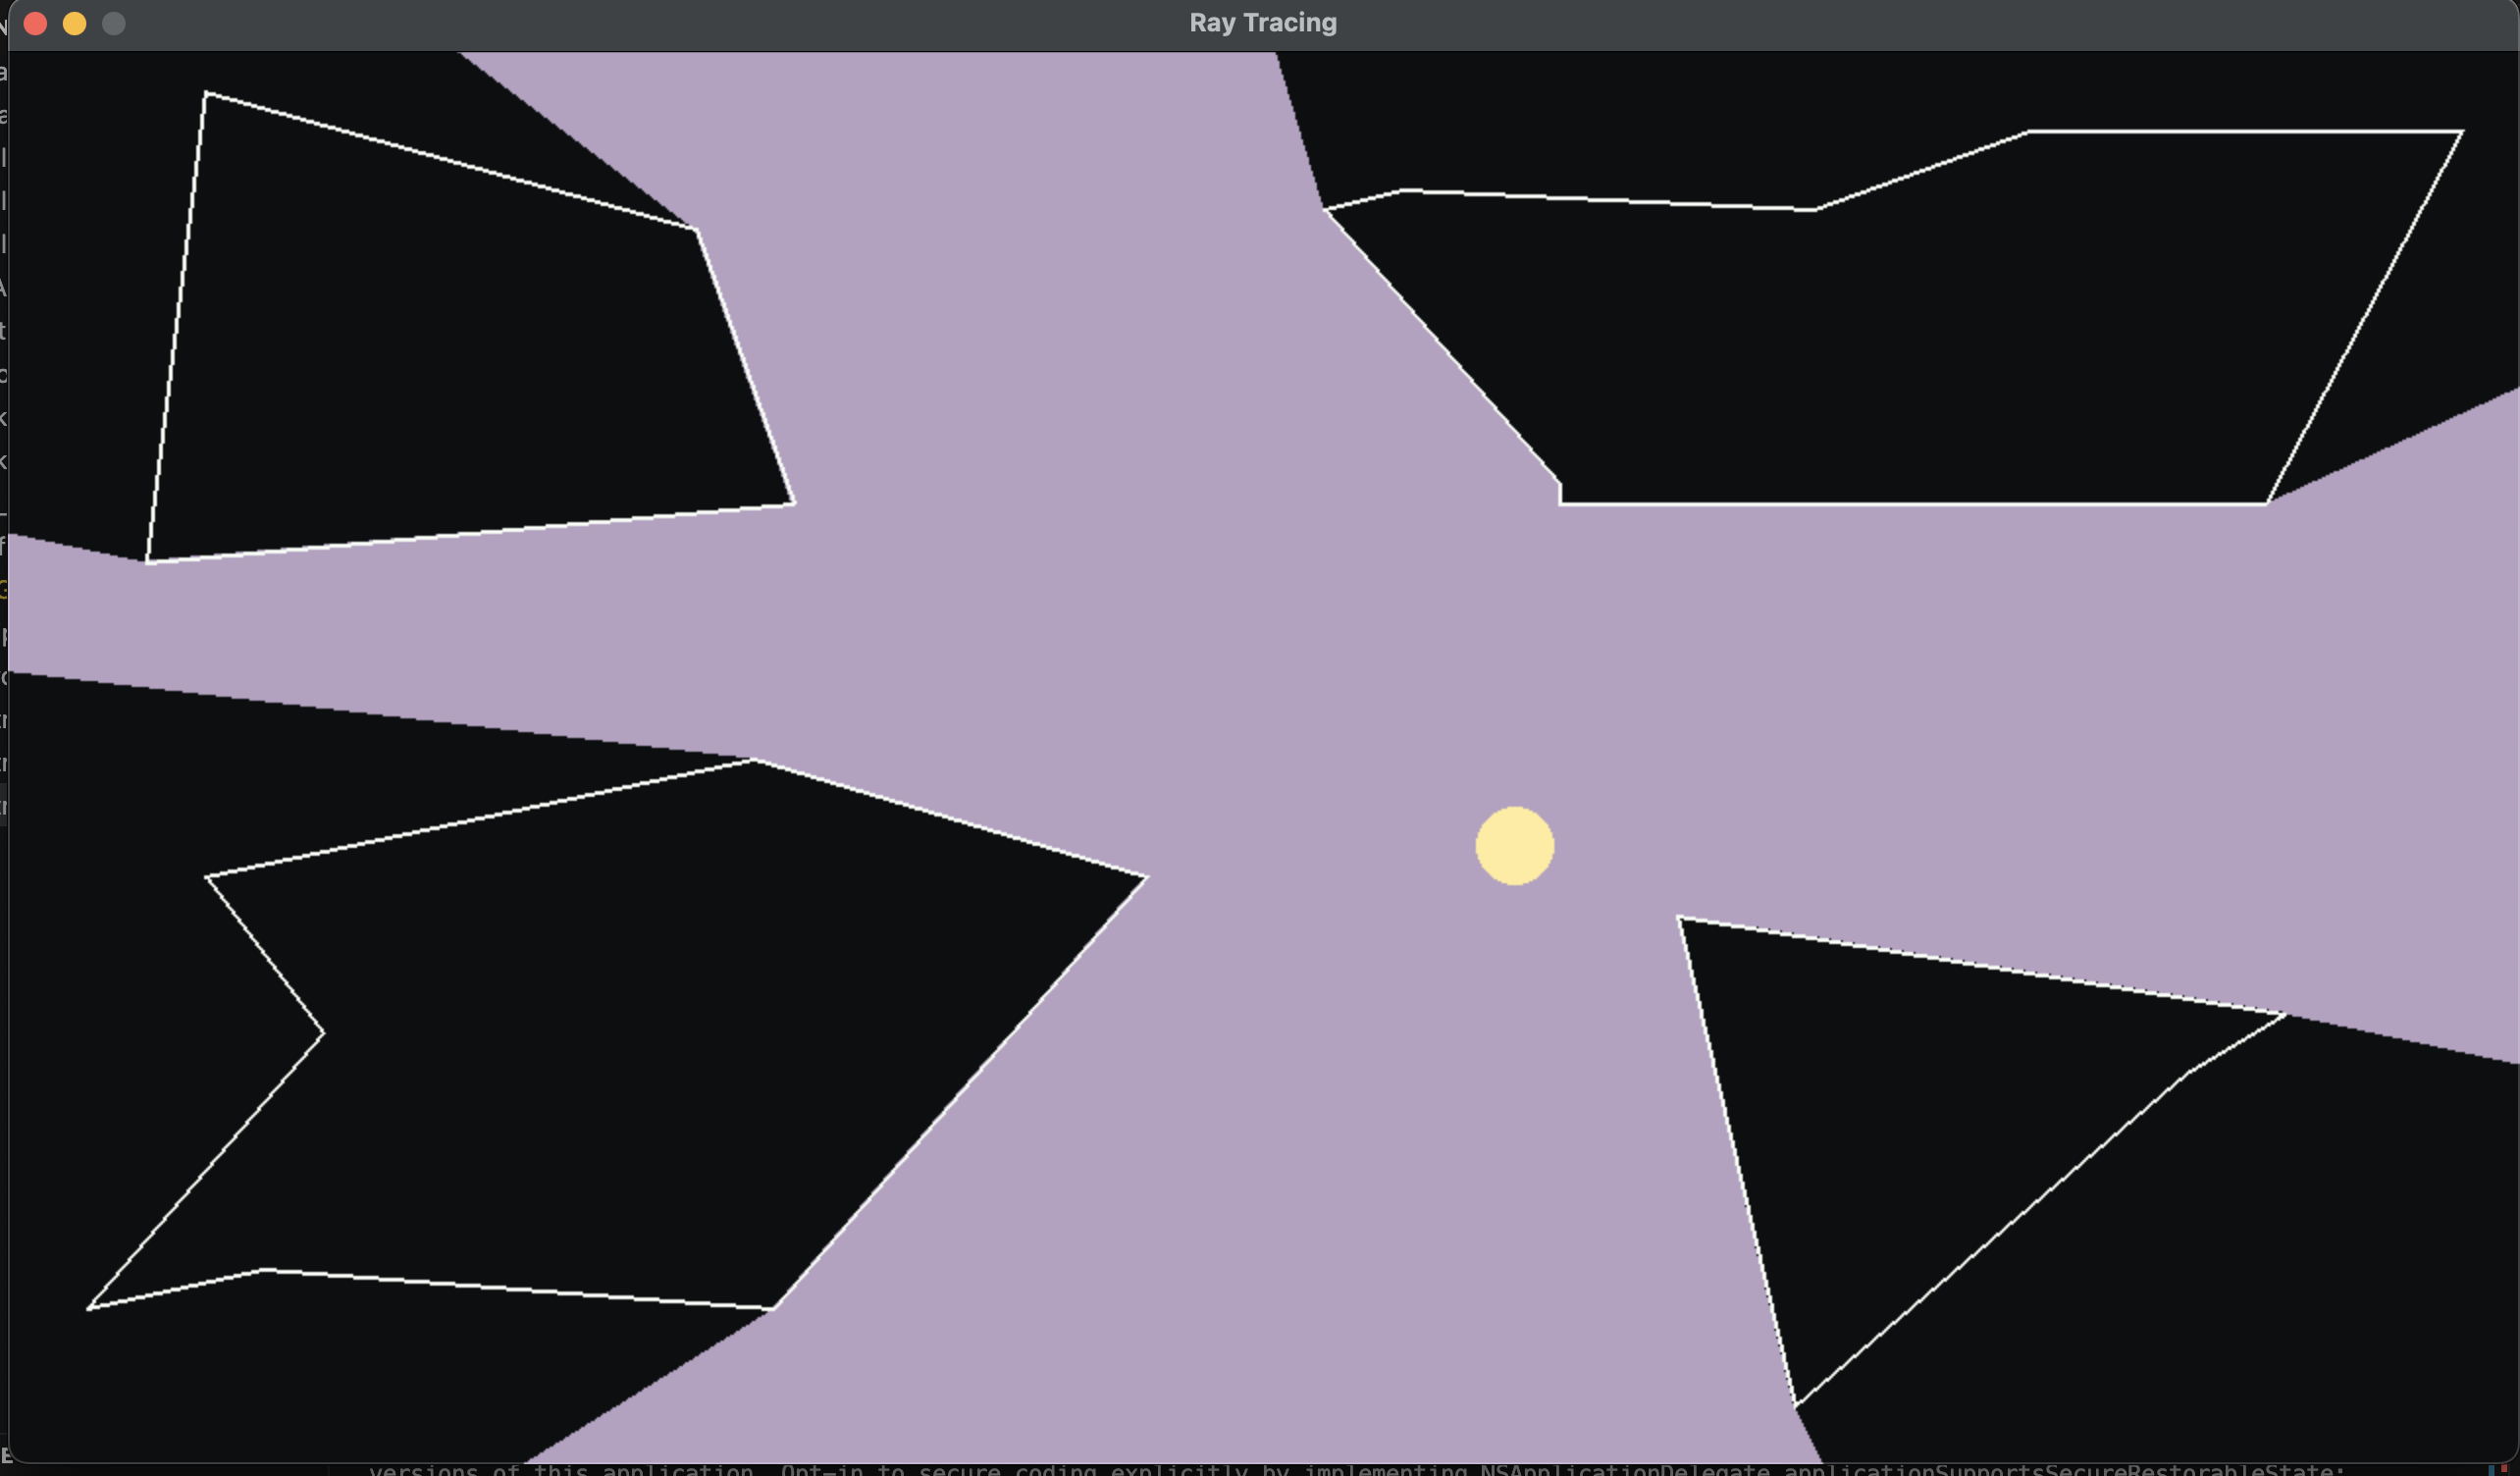 Ray Tracing
versions of this application. Opt-in to secure coding explicitly by implementing NSApplicationDelegate.applicationSupportsSecureRestorableState: